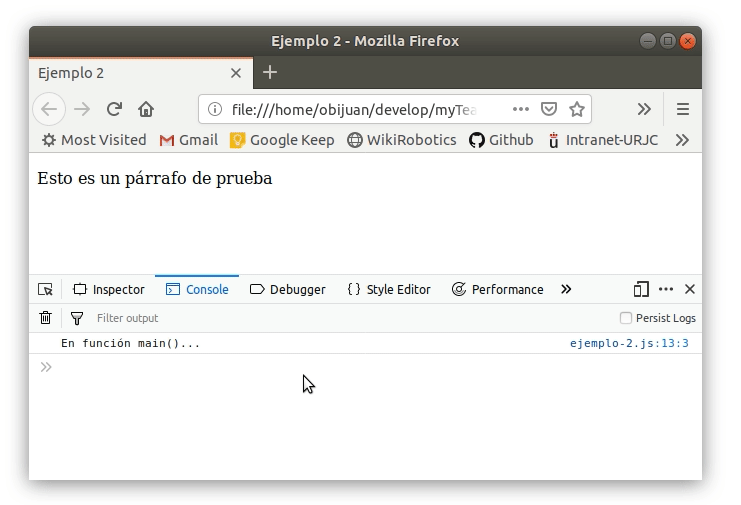 Ejemplo 2 - Mozilla Firefox
Ejemplo 2
file:///home/obijuan/develop/myTea
Most Visited Gmail Google Keep WikiRobotics Github Intranet-URJC
Esto es un párrafo de prueba
Inspector Console Debugger { } Style Editor Performance
Filter output Persist Logs
En función main()... ejemplo-2.js:13:3